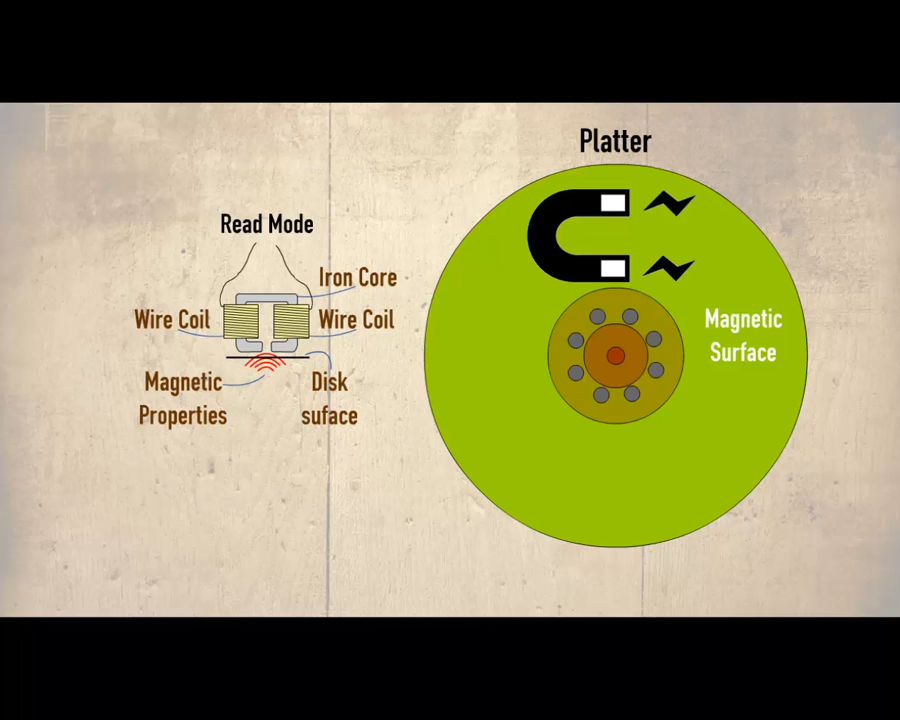 Platter
Read Mode
Iron Core
Wire Coil
Wire Coil
Magnetic
Properties
Disk
suface
Magnetic
Surface